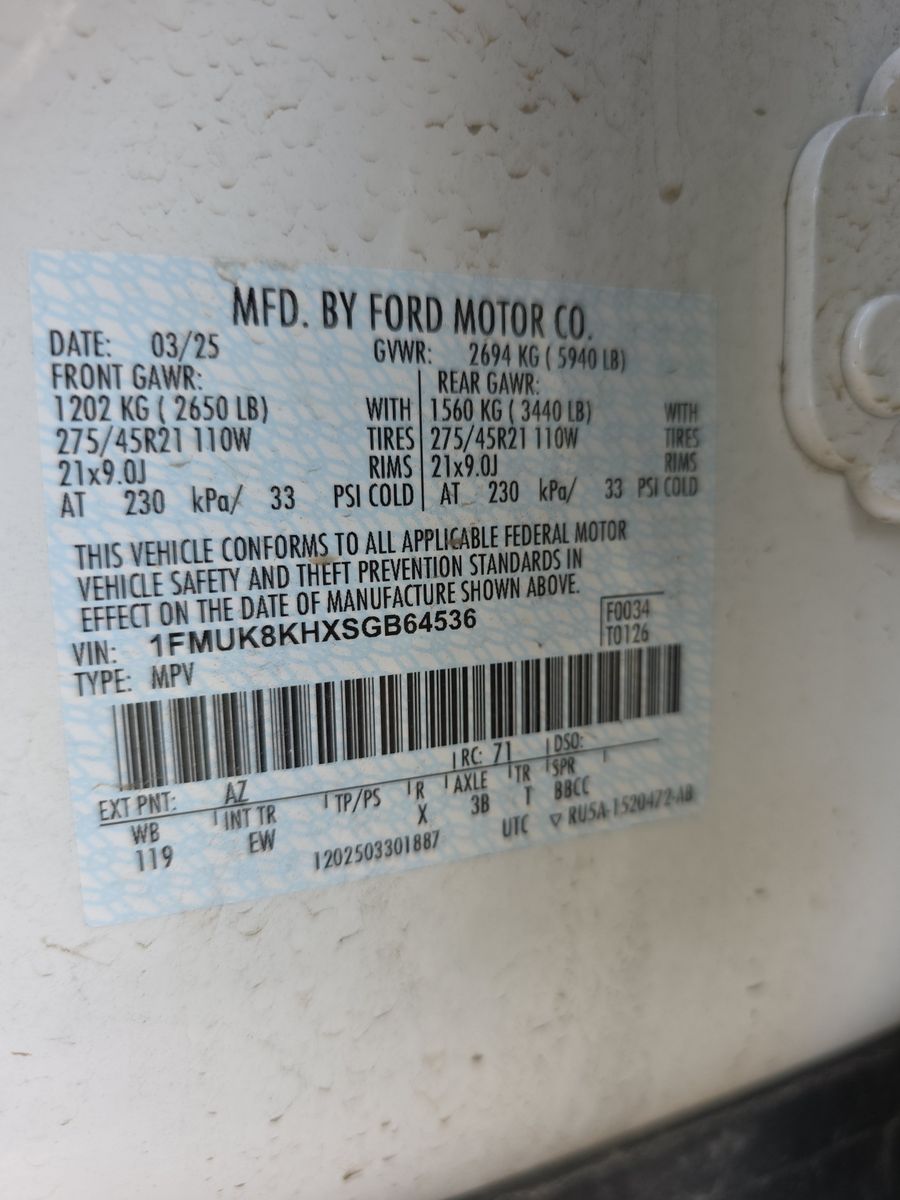 MFD. BY FORD MOTOR CO.
DATE: 03/25 GVWR: 2694 KG ( 5940 LB)
FRONT GAWR: REAR GAWR:
1202 KG ( 2650 LB) WITH 1560 KG ( 3440 LB) WITH
275/45R21 110W TIRES 275/45R21 110W TIRES
21x9.0J RIMS 21x9.0J RIMS
AT 230 kPa/ 33 PSI COLD AT 230 kPa/ 33 PSI COLD
THIS VEHICLE CONFORMS TO ALL APPLICABLE FEDERAL MOTOR
VEHICLE SAFETY AND THEFT PREVENTION STANDARDS IN
EFFECT ON THE DATE OF MANUFACTURE SHOWN ABOVE.
VIN: 1FMUK8KHXSGB64536 F0034
TYPE: MPV T0126
EXT PNT: AZ RC: 71 DSO:
WB INT TR TP/PS R AXLE TR SPR
119 EW X 3B T BBCC
1202503301887 UTC ▽ RU5A-1520472-AB